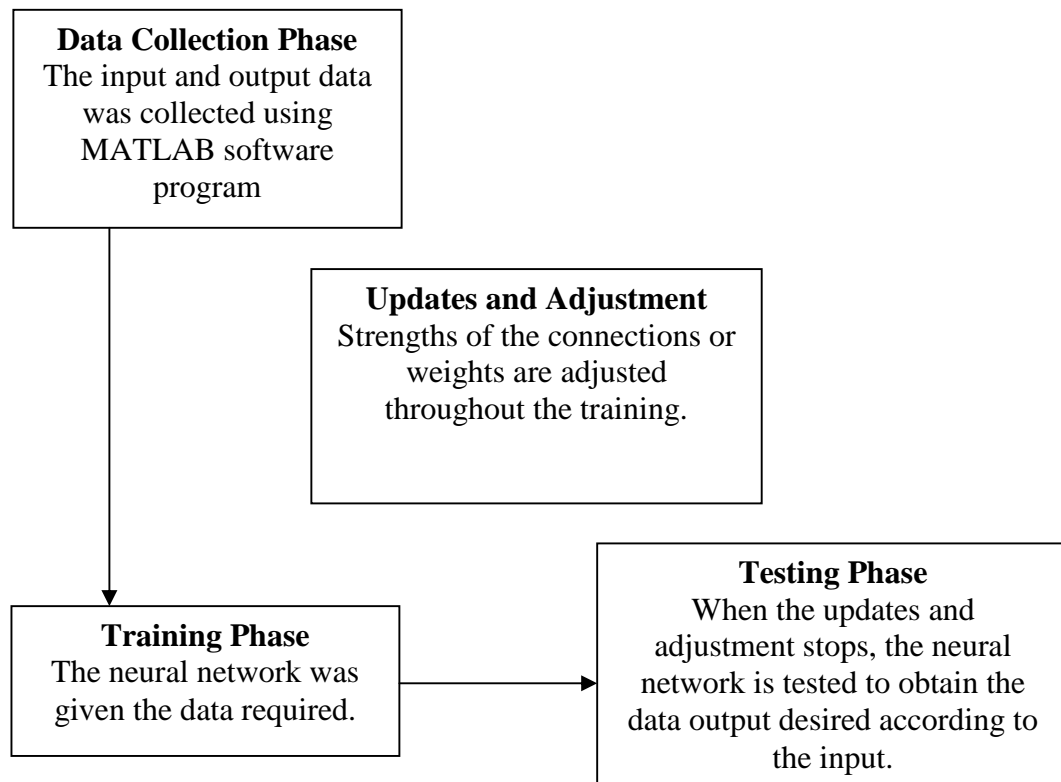 Data Collection Phase
The input and output data
was collected using
MATLAB software
program
Updates and Adjustment
Strengths of the connections or
weights are adjusted
throughout the training.
Training Phase
The neural network was
given the data required.
Testing Phase
When the updates and
adjustment stops, the neural
network is tested to obtain the
data output desired according to
the input.